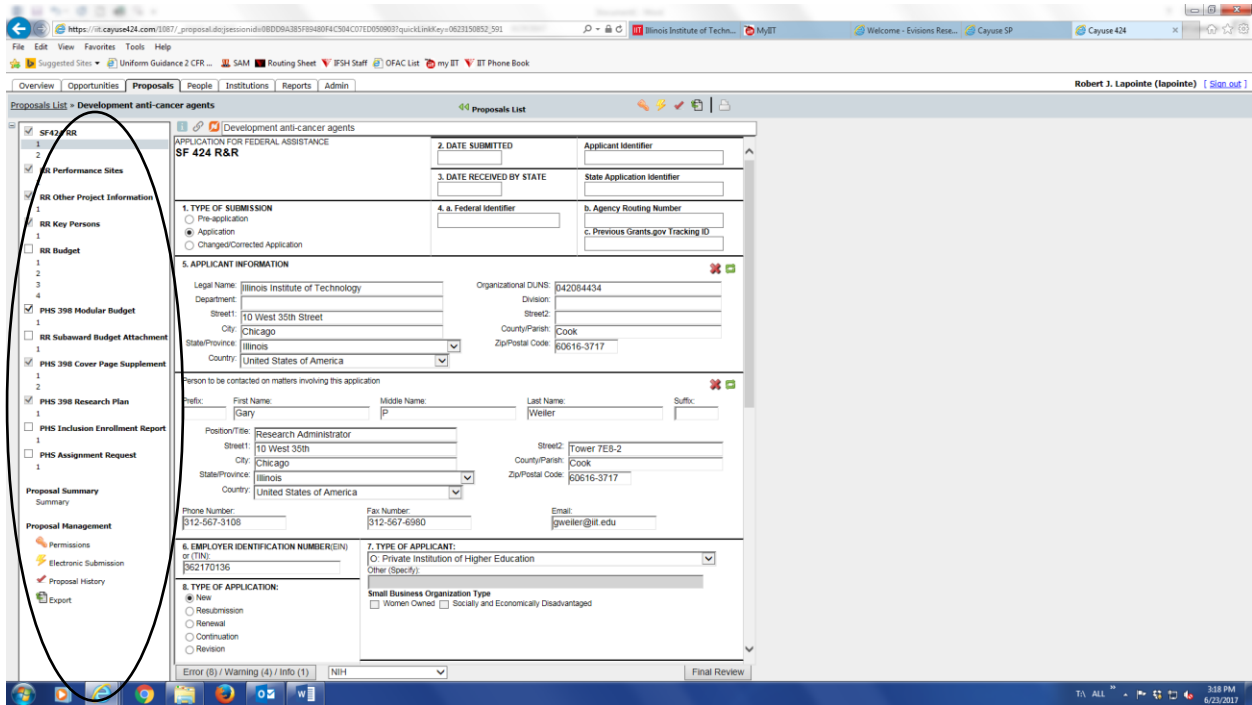 https://iit.cayuse424.com/1067/_proposal.do;jsessionid=0BDD9A385F89480F4C504C07ED050903?quickLinkKey=0623150852_591
Illinois Institute of Techn...
MyIIT
Welcome - Evisions Rese...
Cayuse SP
Cayuse 424
File Edit View Favorites Tools Help
Suggested Sites
Uniform Guidance 2 CFR ...
SAM
Routing Sheet
IFSH Staff
OFAC List
my IIT
IIT Phone Book
Overview Opportunities Proposals People Institutions Reports Admin
Robert J. Lapointe (lapointe) [ Sign out ]
Proposals List » Development anti-cancer agents
Proposals List
SF424 RR
1
2
RR Performance Sites
RR Other Project Information
1
RR Key Persons
1
RR Budget
1
2
3
4
PHS 398 Modular Budget
1
RR Subaward Budget Attachment
1
PHS 398 Cover Page Supplement
1
2
PHS 398 Research Plan
1
PHS Inclusion Enrollment Report
1
PHS Assignment Request
1
Proposal Summary
Summary
Proposal Management
Permissions
Electronic Submission
Proposal History
Export
Development anti-cancer agents
APPLICATION FOR FEDERAL ASSISTANCE
SF 424 R&R
2. DATE SUBMITTED
Applicant Identifier
3. DATE RECEIVED BY STATE
State Application Identifier
1. TYPE OF SUBMISSION
Pre-application
Application
Changed/Corrected Application
4. a. Federal Identifier
b. Agency Routing Number
c. Previous Grants.gov Tracking ID
5. APPLICANT INFORMATION
Legal Name: Illinois Institute of Technology
Organizational DUNS: 042084434
Department:
Division:
Street1: 10 West 35th Street
Street2:
City: Chicago
County/Parish: Cook
State/Province: Illinois
Zip/Postal Code: 60616-3717
Country: United States of America
Person to be contacted on matters involving this application
Prefix: First Name: Middle Name: Last Name: Suffix:
Gary P Weiler
Position/Title: Research Administrator
Street1: 10 West 35th
Street2: Tower 7E8-2
City: Chicago
County/Parish: Cook
State/Province: Illinois
Zip/Postal Code: 60616-3717
Country: United States of America
Phone Number: Fax Number: Email:
312-567-3108 312-567-6980 gweiler@iit.edu
6. EMPLOYER IDENTIFICATION NUMBER(EIN)
or (TIN):
362170136
7. TYPE OF APPLICANT:
O: Private Institution of Higher Education
Other (Specify):
Small Business Organization Type
Women Owned Socially and Economically Disadvantaged
8. TYPE OF APPLICATION:
New
Resubmission
Renewal
Continuation
Revision
Error (8) / Warning (4) / Info (1) NIH Final Review
3:18 PM
6/23/2017